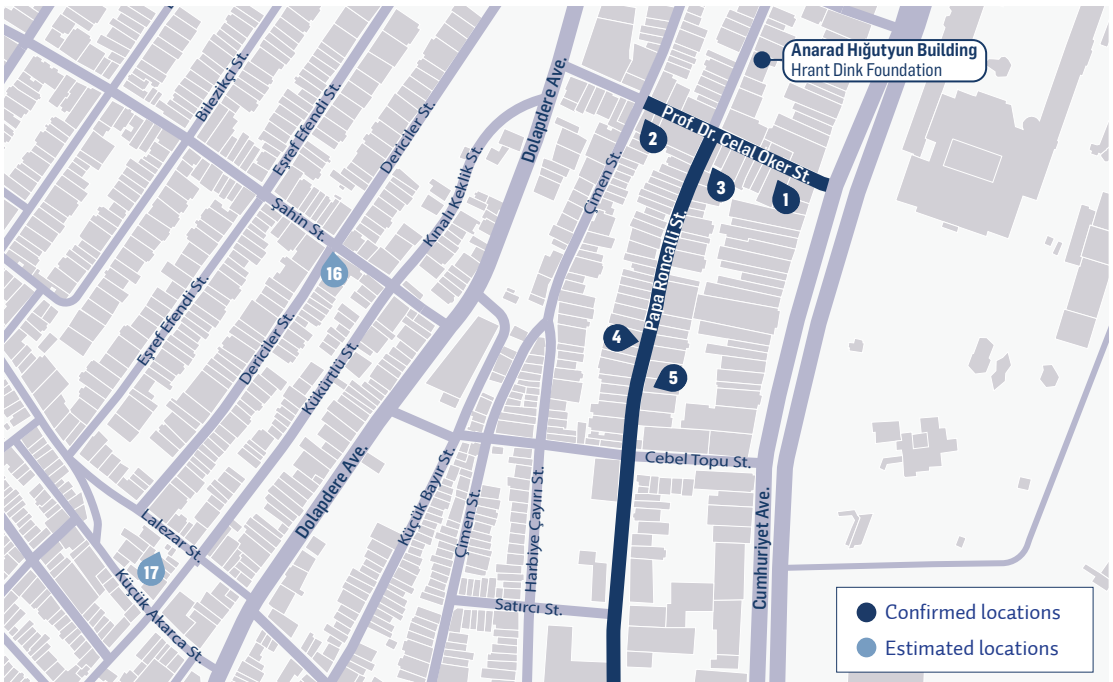 Anarad Hığutyun Building
Hrant Dink Foundation
Bilezikçi St.
Eşref Efendi St.
Dericiler St.
Dolapdere Ave.
Prof. Dr. Celal Oker St.
2
3
1
Kınalı Keklik St.
Çimen St.
Şahin St.
16
Papa Roncalli St.
Eşref Efendi St.
Dericiler St.
Kükürtlü St.
4
5
Cebel Topu St.
Dolapdere Ave.
Küçük Bayır St.
Çimen St.
Harbiye Çayırı St.
Cumhuriyet Ave.
Lalezar St.
17
Küçük Akarca St.
Satırcı St.
Confirmed locations
Estimated locations